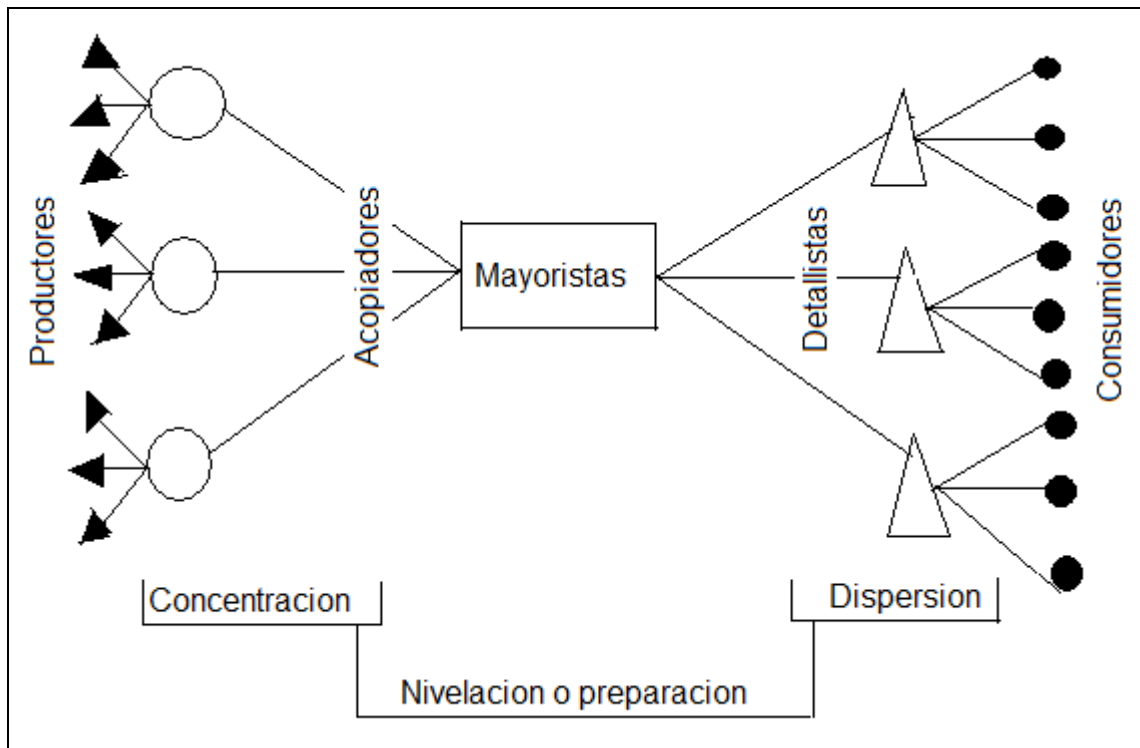 Productores
Acopiadores
Mayoristas
Detallistas
Consumidores
Concentracion
Dispersion
Nivelacion o preparacion